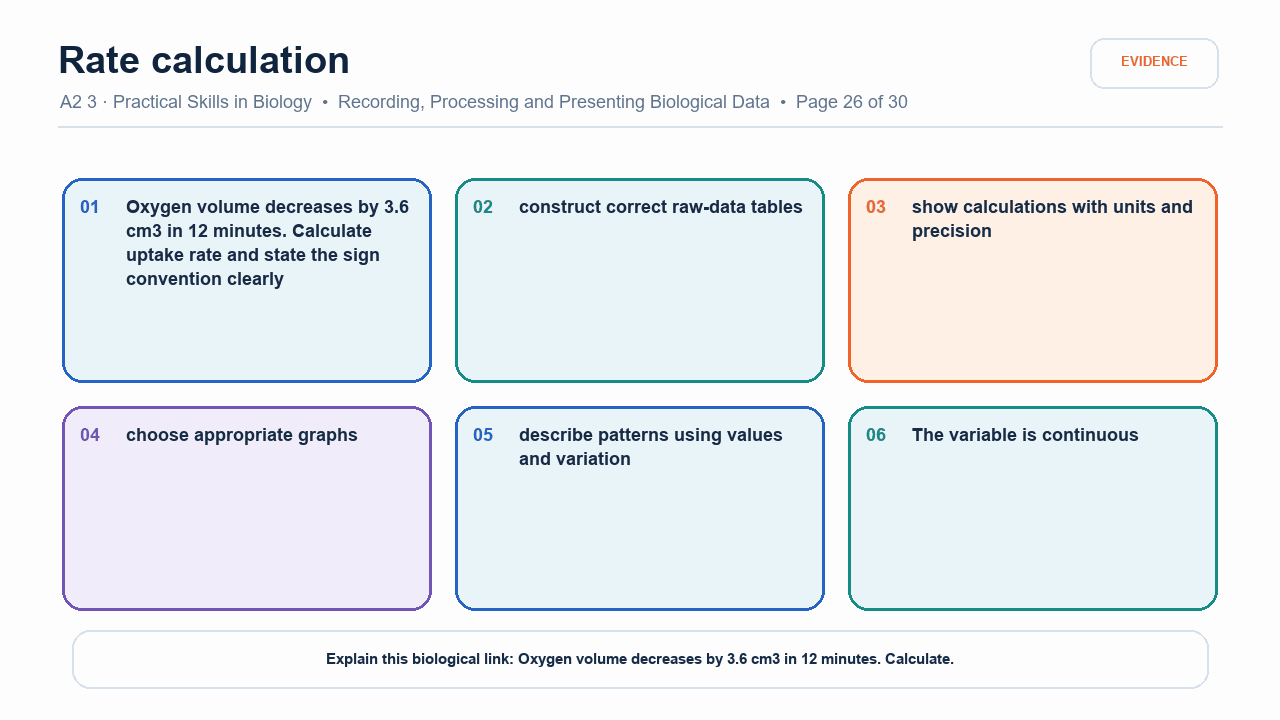 Rate calculation
EVIDENCE
A2 3 · Practical Skills in Biology • Recording, Processing and Presenting Biological Data • Page 26 of 30
01 Oxygen volume decreases by 3.6
cm3 in 12 minutes. Calculate
uptake rate and state the sign
convention clearly
02 construct correct raw-data tables
03 show calculations with units and
precision
04 choose appropriate graphs
05 describe patterns using values
and variation
06 The variable is continuous
Explain this biological link: Oxygen volume decreases by 3.6 cm3 in 12 minutes. Calculate.